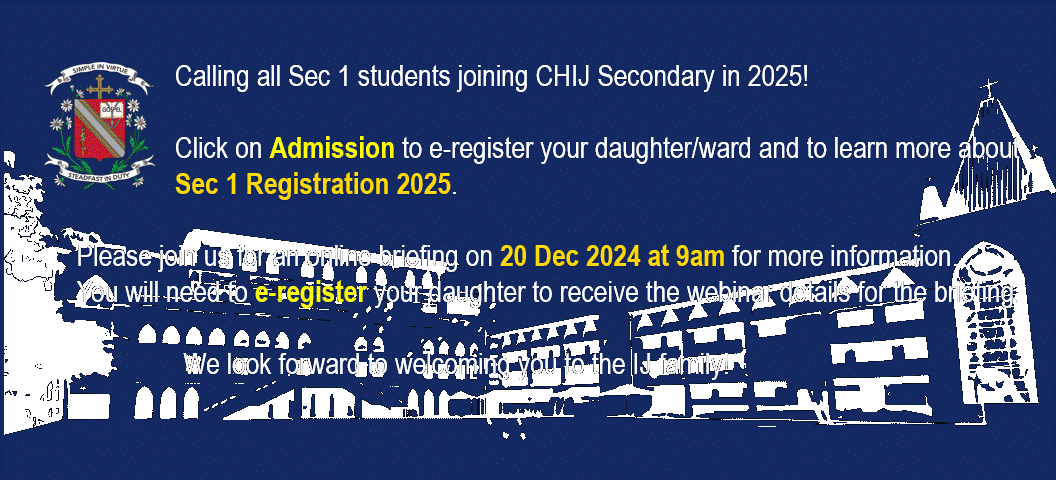 SIMPLE IN VIRTUE
GOSPEL
STEADFAST IN DUTY
Calling all Sec 1 students joining CHIJ Secondary in 2025!
Click on Admission to e-register your daughter/ward and to learn more about
Sec 1 Registration 2025.
Please join us for an online briefing on 20 Dec 2024 at 9am for more information.
You will need to e-register your daughter to receive the webinar details for the briefing.
We look forward to welcoming you to the IJ family!